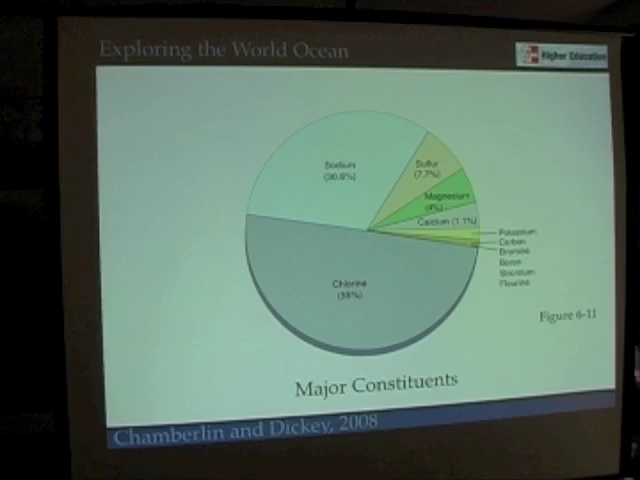 Exploring the World Ocean
Higher Education
Sodium
(30.6%)
Sulfur
(7.7%)
Magnesium
(4%)
Calcium (1.1%)
Potassium
Carbon
Bromine
Boron
Strontium
Flourine
Chlorine
(55%)
Figure 6-11
Major Constituents
Chamberlin and Dickey, 2008